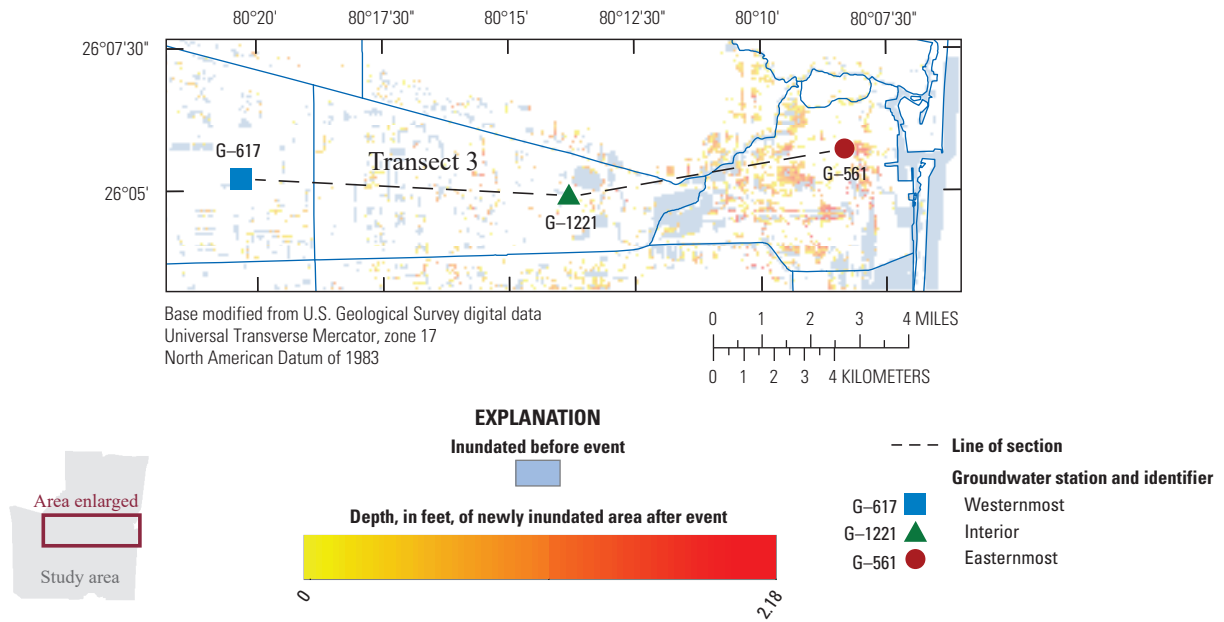 80°20' 80°17'30" 80°15' 80°12'30" 80°10' 80°07'30"
26°07'30"
26°05'
G–617
Transect 3
G–1221
G–561
Base modified from U.S. Geological Survey digital data
Universal Transverse Mercator, zone 17
North American Datum of 1983
0 1 2 3 4 MILES
0 1 2 3 4 KILOMETERS
EXPLANATION
Inundated before event
Depth, in feet, of newly inundated area after event
0 2.18
Area enlarged
Study area
Line of section
Groundwater station and identifier
G–617 Westernmost
G–1221 Interior
G–561 Easternmost